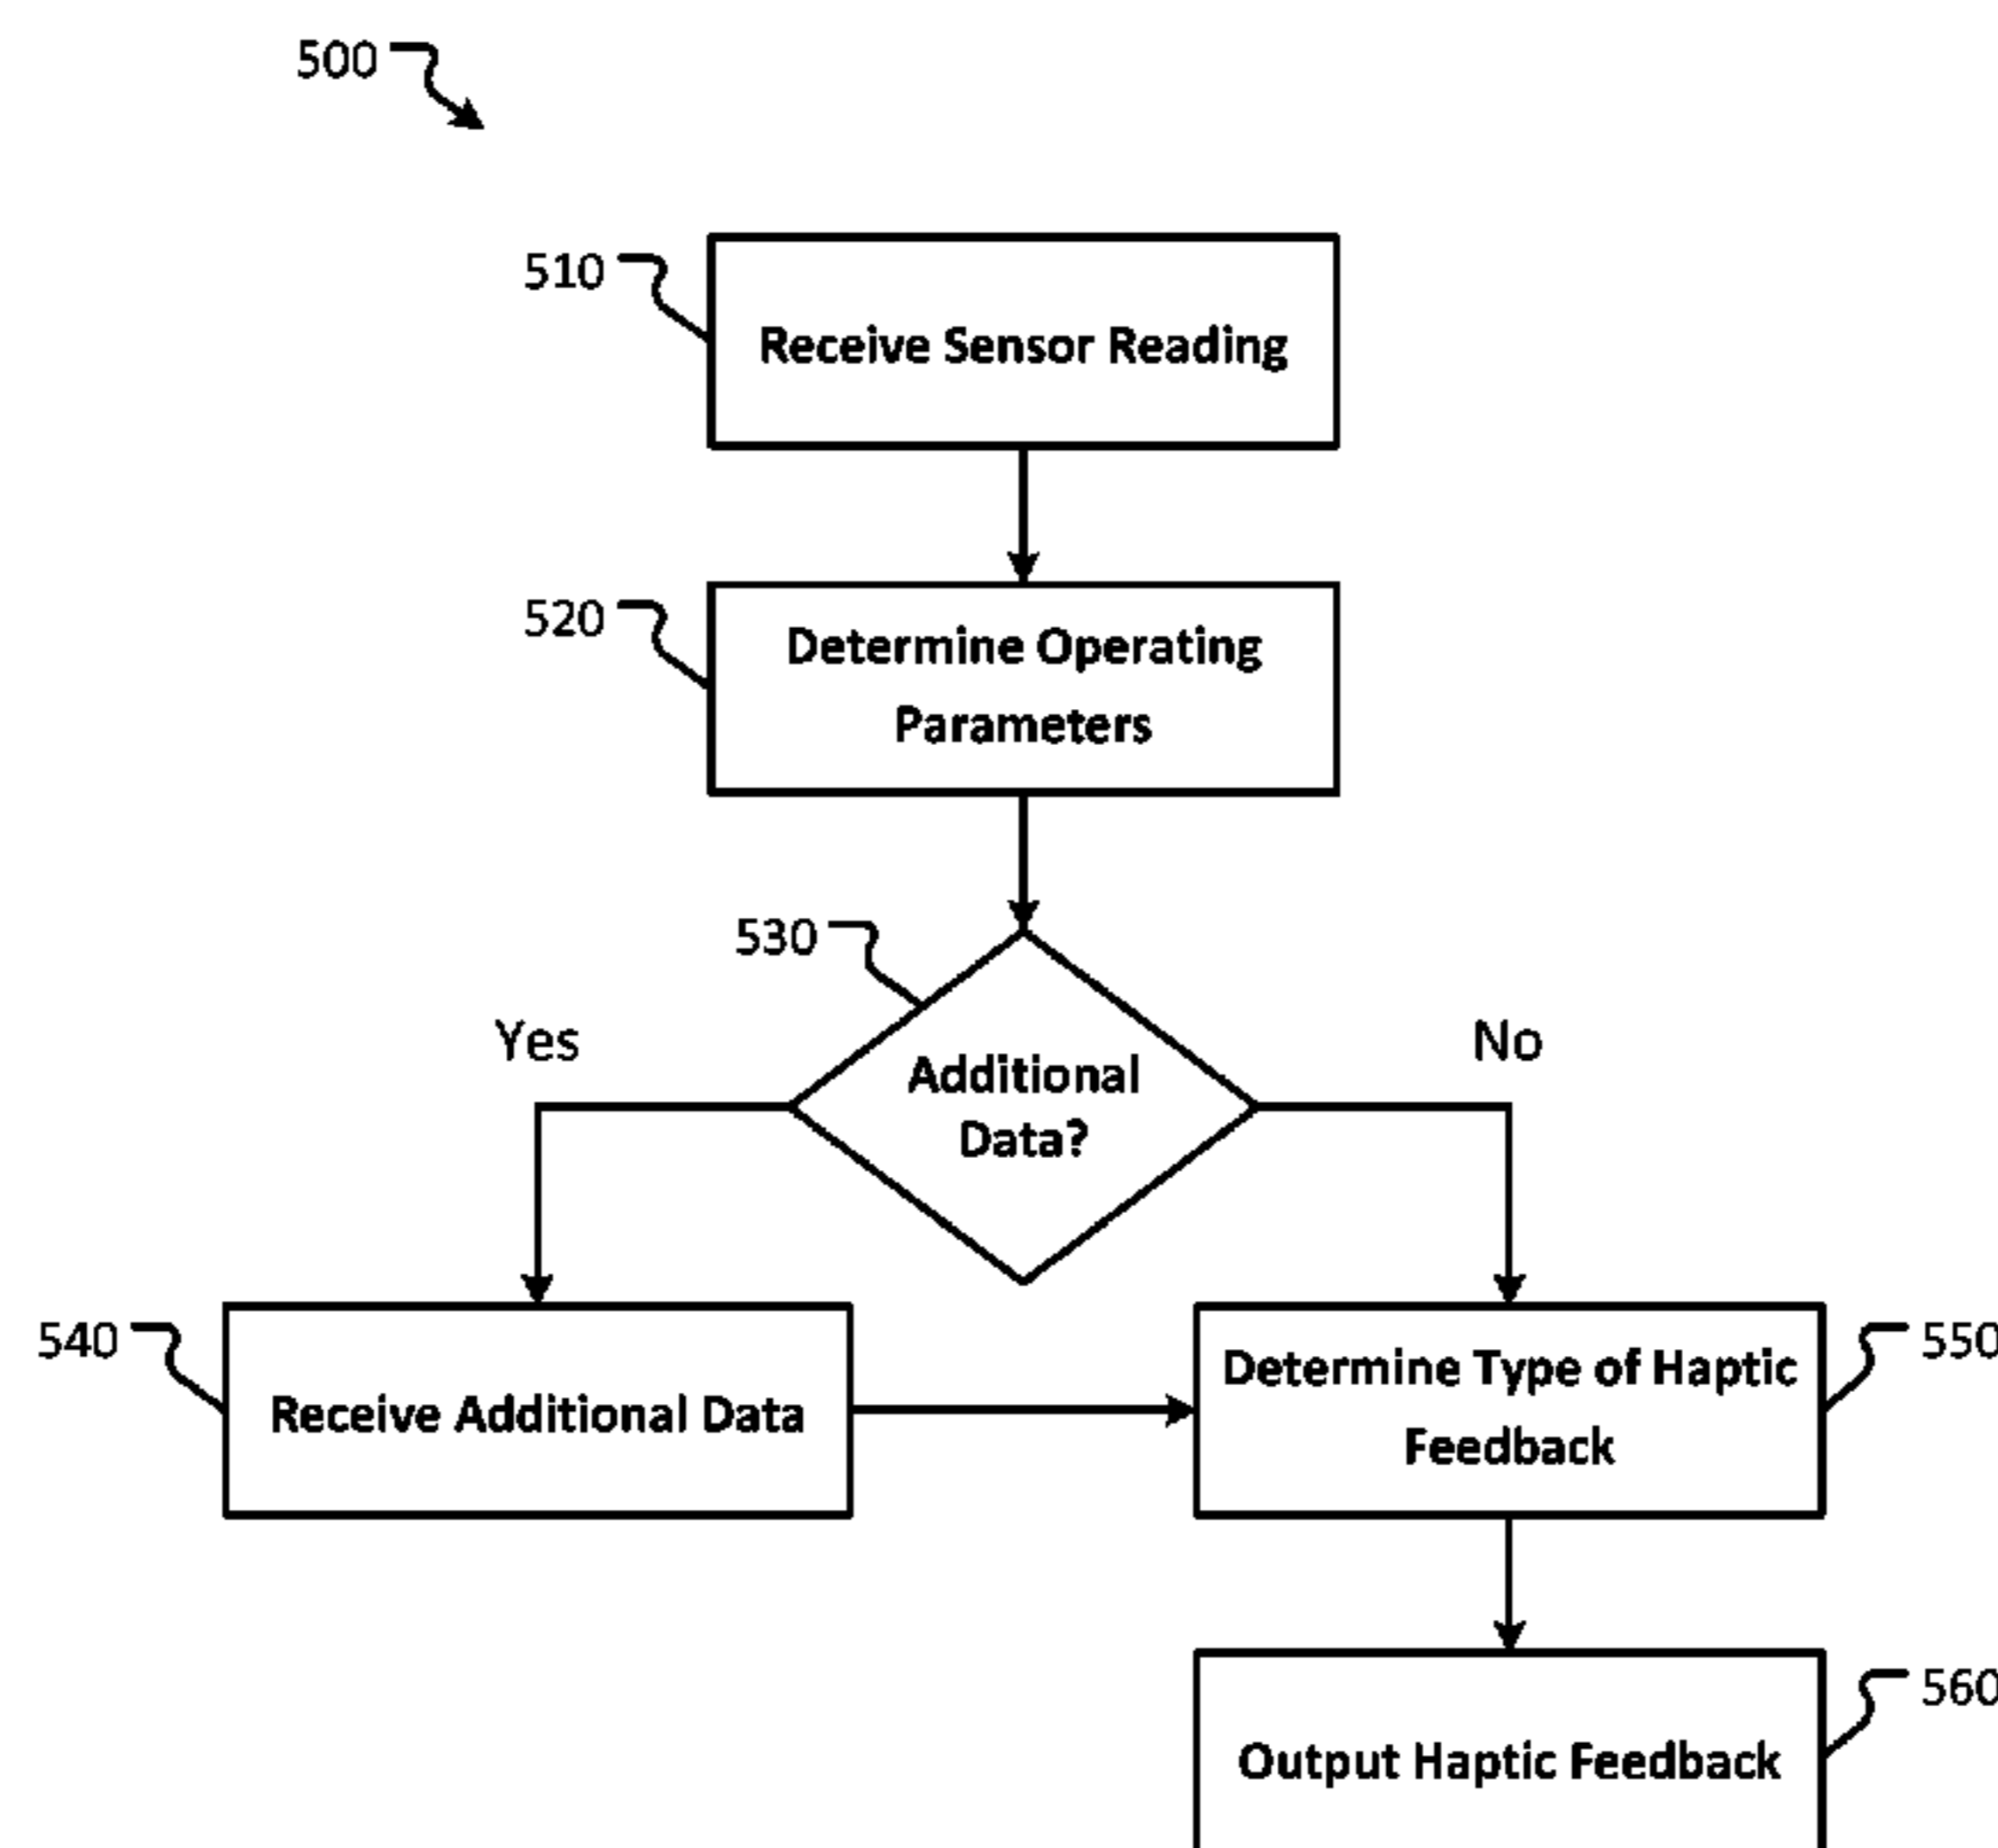 500
510
Receive Sensor Reading
520
Determine Operating
Parameters
530
Yes
No
Additional
Data?
540
Receive Additional Data
550
Determine Type of Haptic
Feedback
560
Output Haptic Feedback